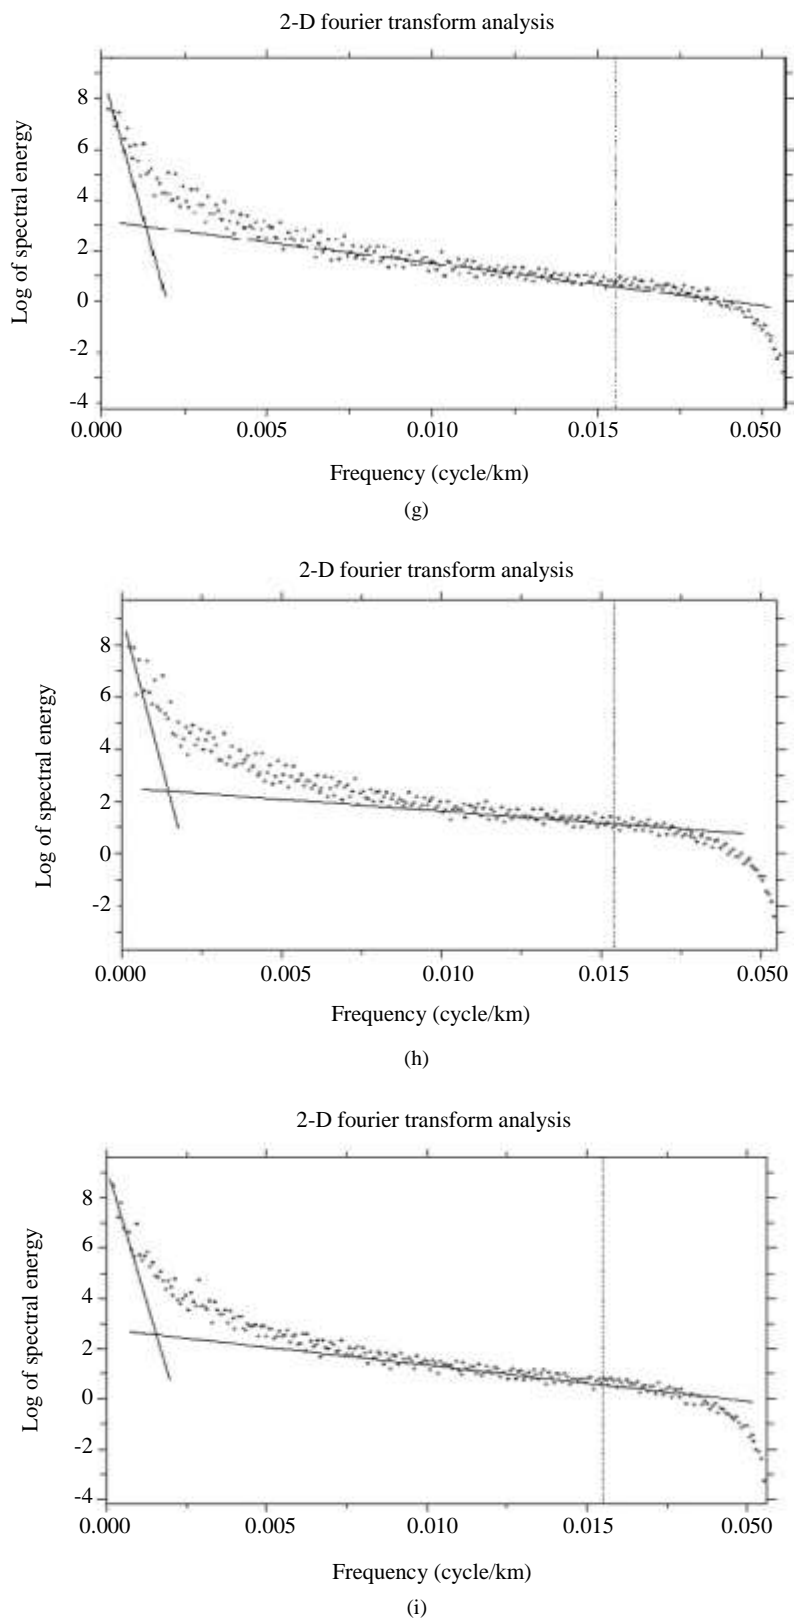 2-D fourier transform analysis
Log of spectral energy
8
6
4
2
0
-2
-4
0.000 0.005 0.010 0.015 0.050
Frequency (cycle/km)
(g)
2-D fourier transform analysis
Log of spectral energy
8
6
4
2
0
-2
0.000 0.005 0.010 0.015 0.050
Frequency (cycle/km)
(h)
2-D fourier transform analysis
Log of spectral energy
8
6
4
2
0
-2
-4
0.000 0.005 0.010 0.015 0.050
Frequency (cycle/km)
(i)